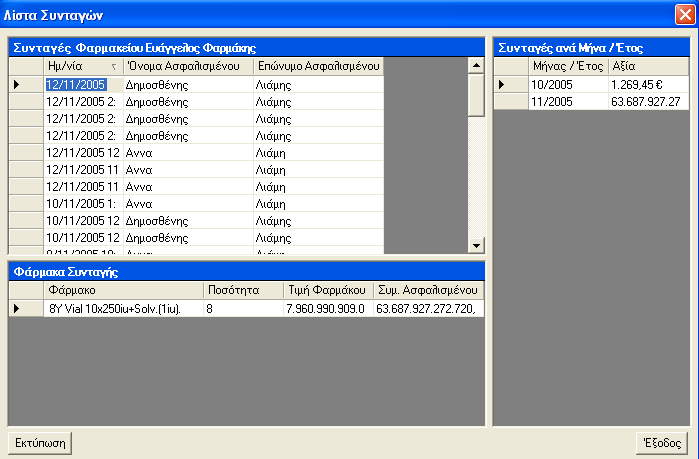 Λίστα Συνταγών
Συνταγές Φαρμακείου Ευάγγελος Φαρμάκης
Ημ/νία Όνομα Ασφαλισμένου Επώνυμο Ασφαλισμένου
12/11/2005 Δημοσθένης Λιάμης
12/11/2005 2: Δημοσθένης Λιάμης
12/11/2005 2: Δημοσθένης Λιάμης
12/11/2005 2: Δημοσθένης Λιάμης
12/11/2005 12 Αννα Λιάμη
12/11/2005 11 Αννα Λιάμη
12/11/2005 11 Αννα Λιάμη
10/11/2005 1: Δημοσθένης Λιάμης
10/11/2005 12 Δημοσθένης Λιάμης
10/11/2005 12 Δημοσθένης Λιάμης
Συνταγές ανά Μήνα / Έτος
Μήνας / Έτος Αξία
10/2005 1.269,45 €
11/2005 63.687.927.27
Φάρμακα Συνταγής
Φάρμακο Ποσότητα Τιμή Φαρμάκου Συμ. Ασφαλισμένου
8Y Vial 10x250iu+Solv.(1iu). 8 7.960.990.909.0 63.687.927.272.720,
Εκτύπωση
Έξοδος